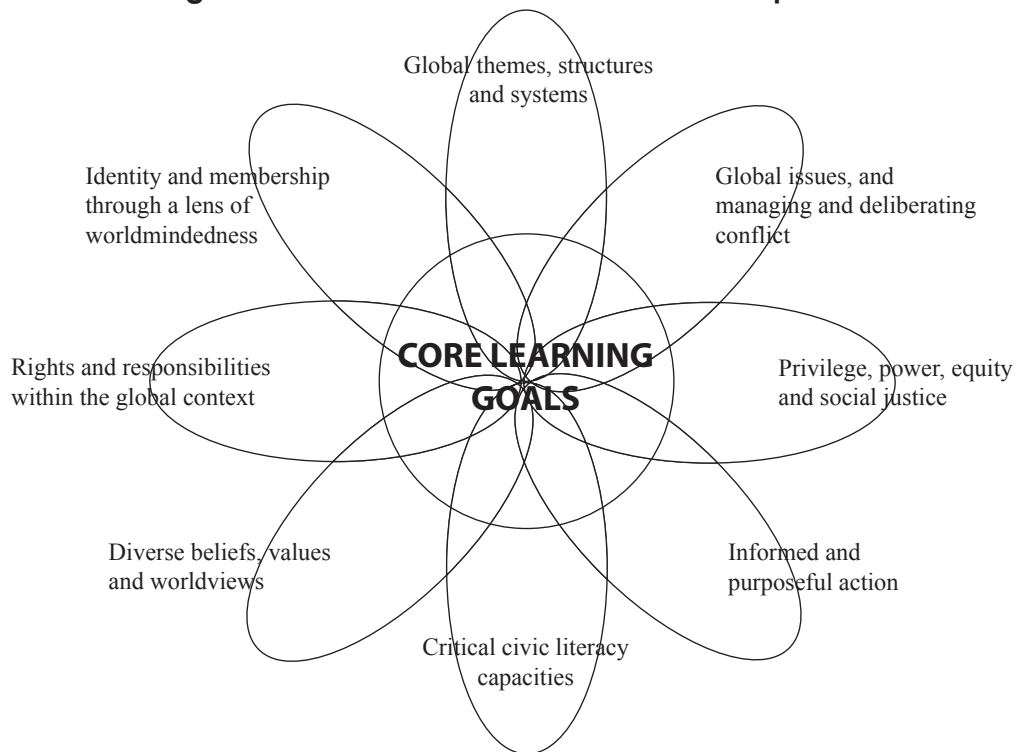 Global themes, structures
and systems
Identity and membership
through a lens of
worldmindedness
Global issues, and
managing and deliberating
conflict
CORE LEARNING
GOALS
Rights and responsibilities
within the global context
Privilege, power, equity
and social justice
Diverse beliefs, values
and worldviews
Informed and
purposeful action
Critical civic literacy
capacities